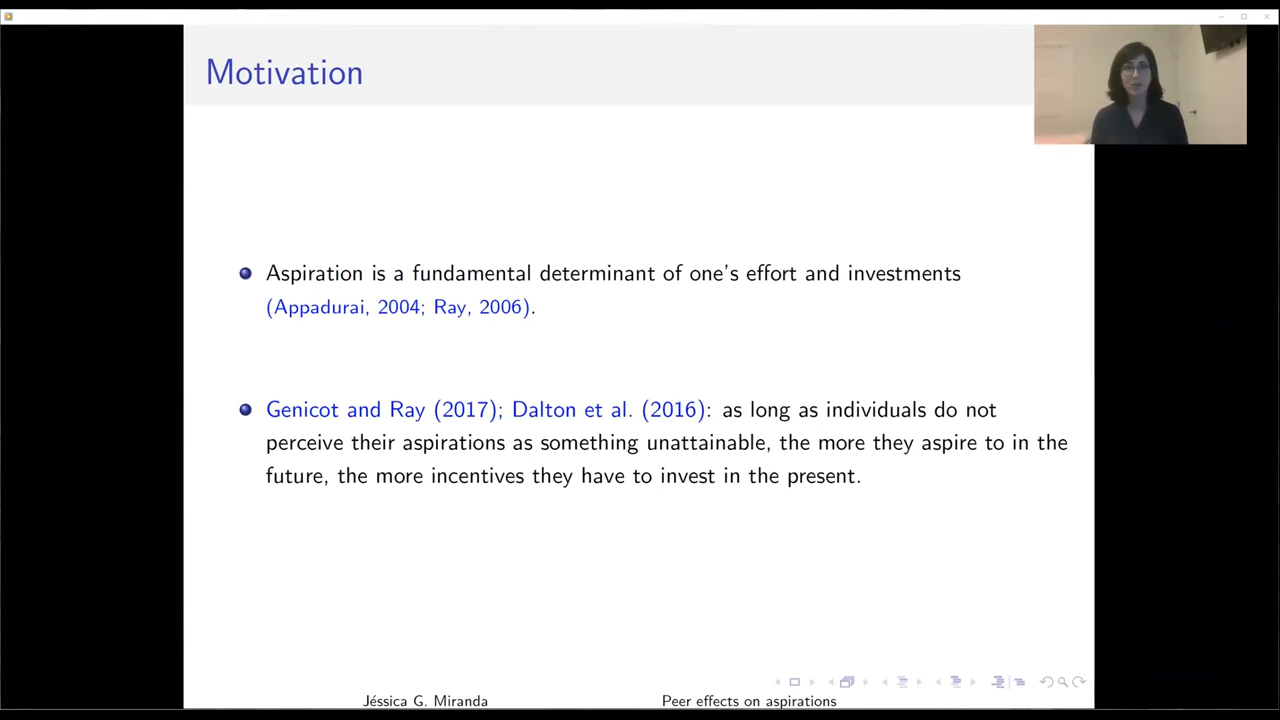 Motivation
Aspiration is a fundamental determinant of one's effort and investments
(Appadurai, 2004; Ray, 2006).
Genicot and Ray (2017); Dalton et al. (2016): as long as individuals do not
perceive their aspirations as something unattainable, the more they aspire to in the
future, the more incentives they have to invest in the present.
Jéssica G. Miranda
Peer effects on aspirations